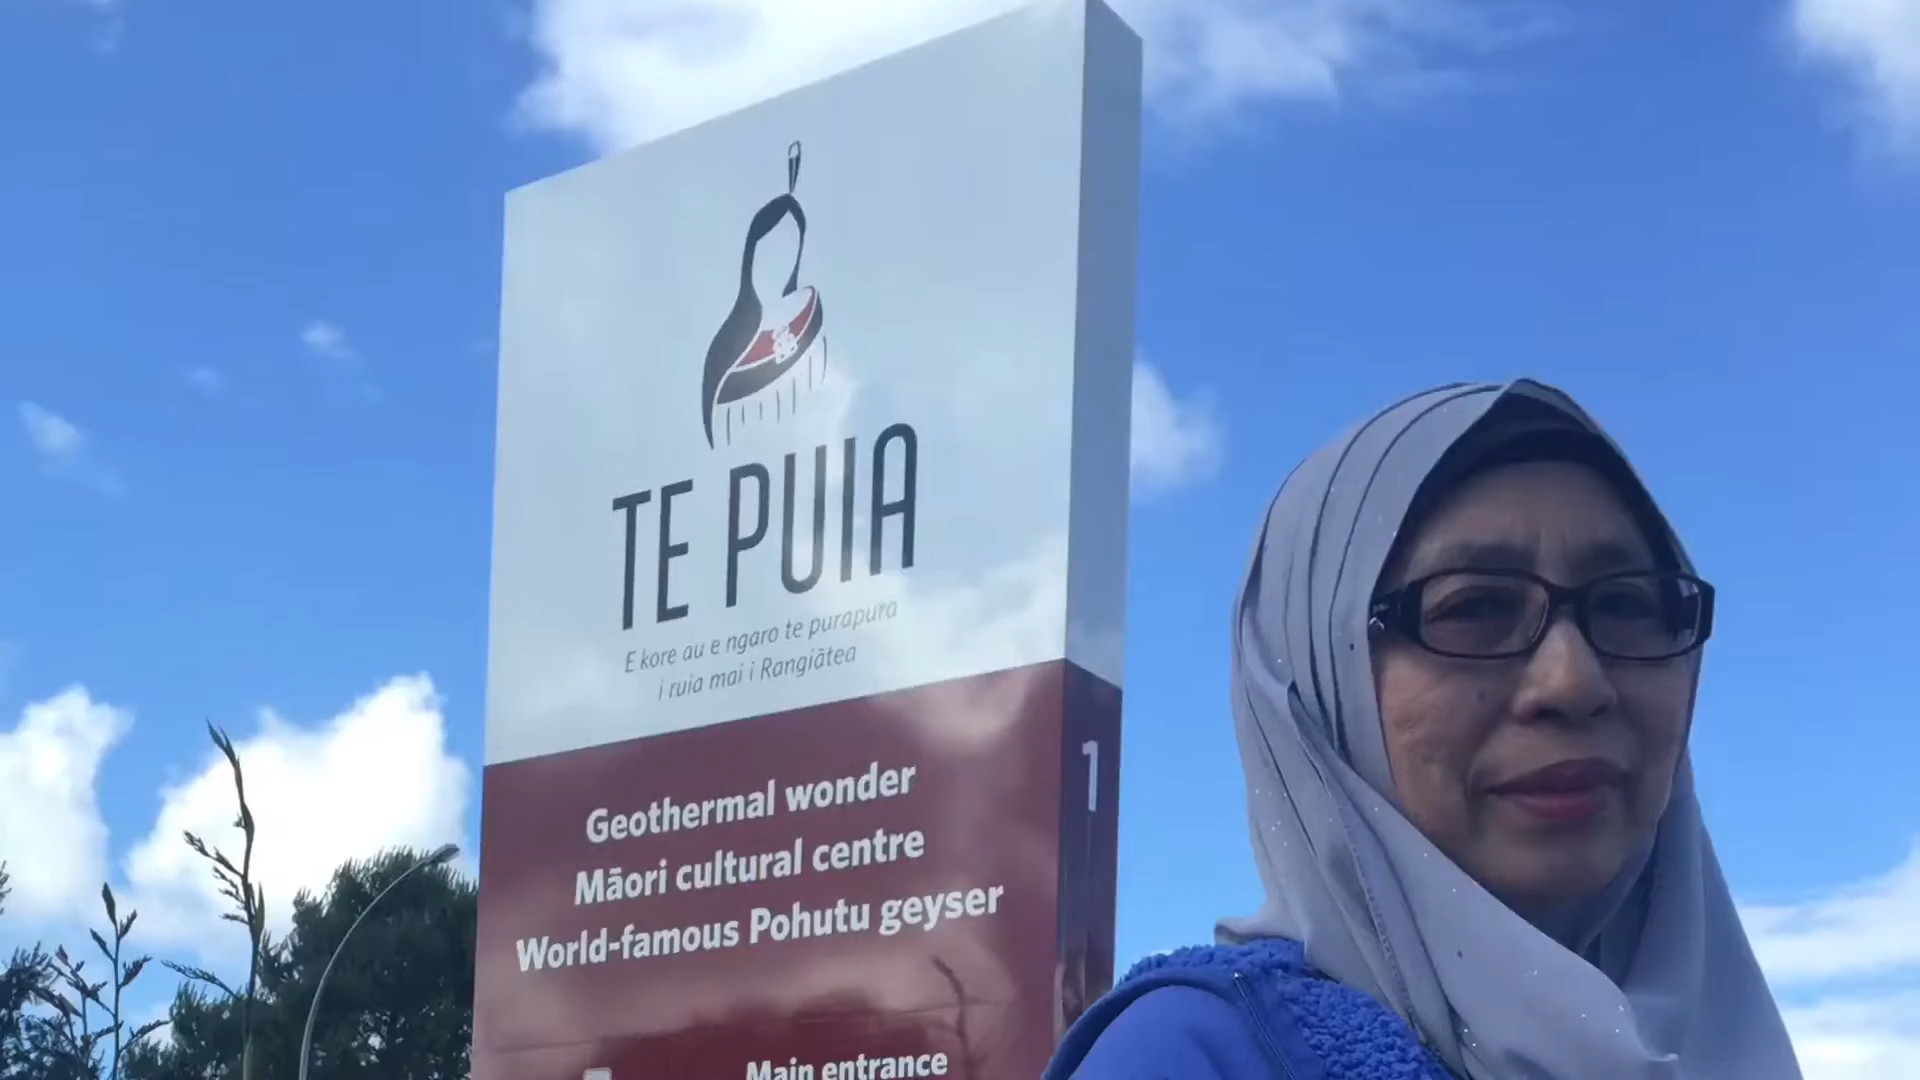 TE PUIA
E kore au e ngaro te purapura
i ruia mai i Rangiātea
Geothermal wonder
Māori cultural centre
World-famous Pohutu geyser
Main entrance
1